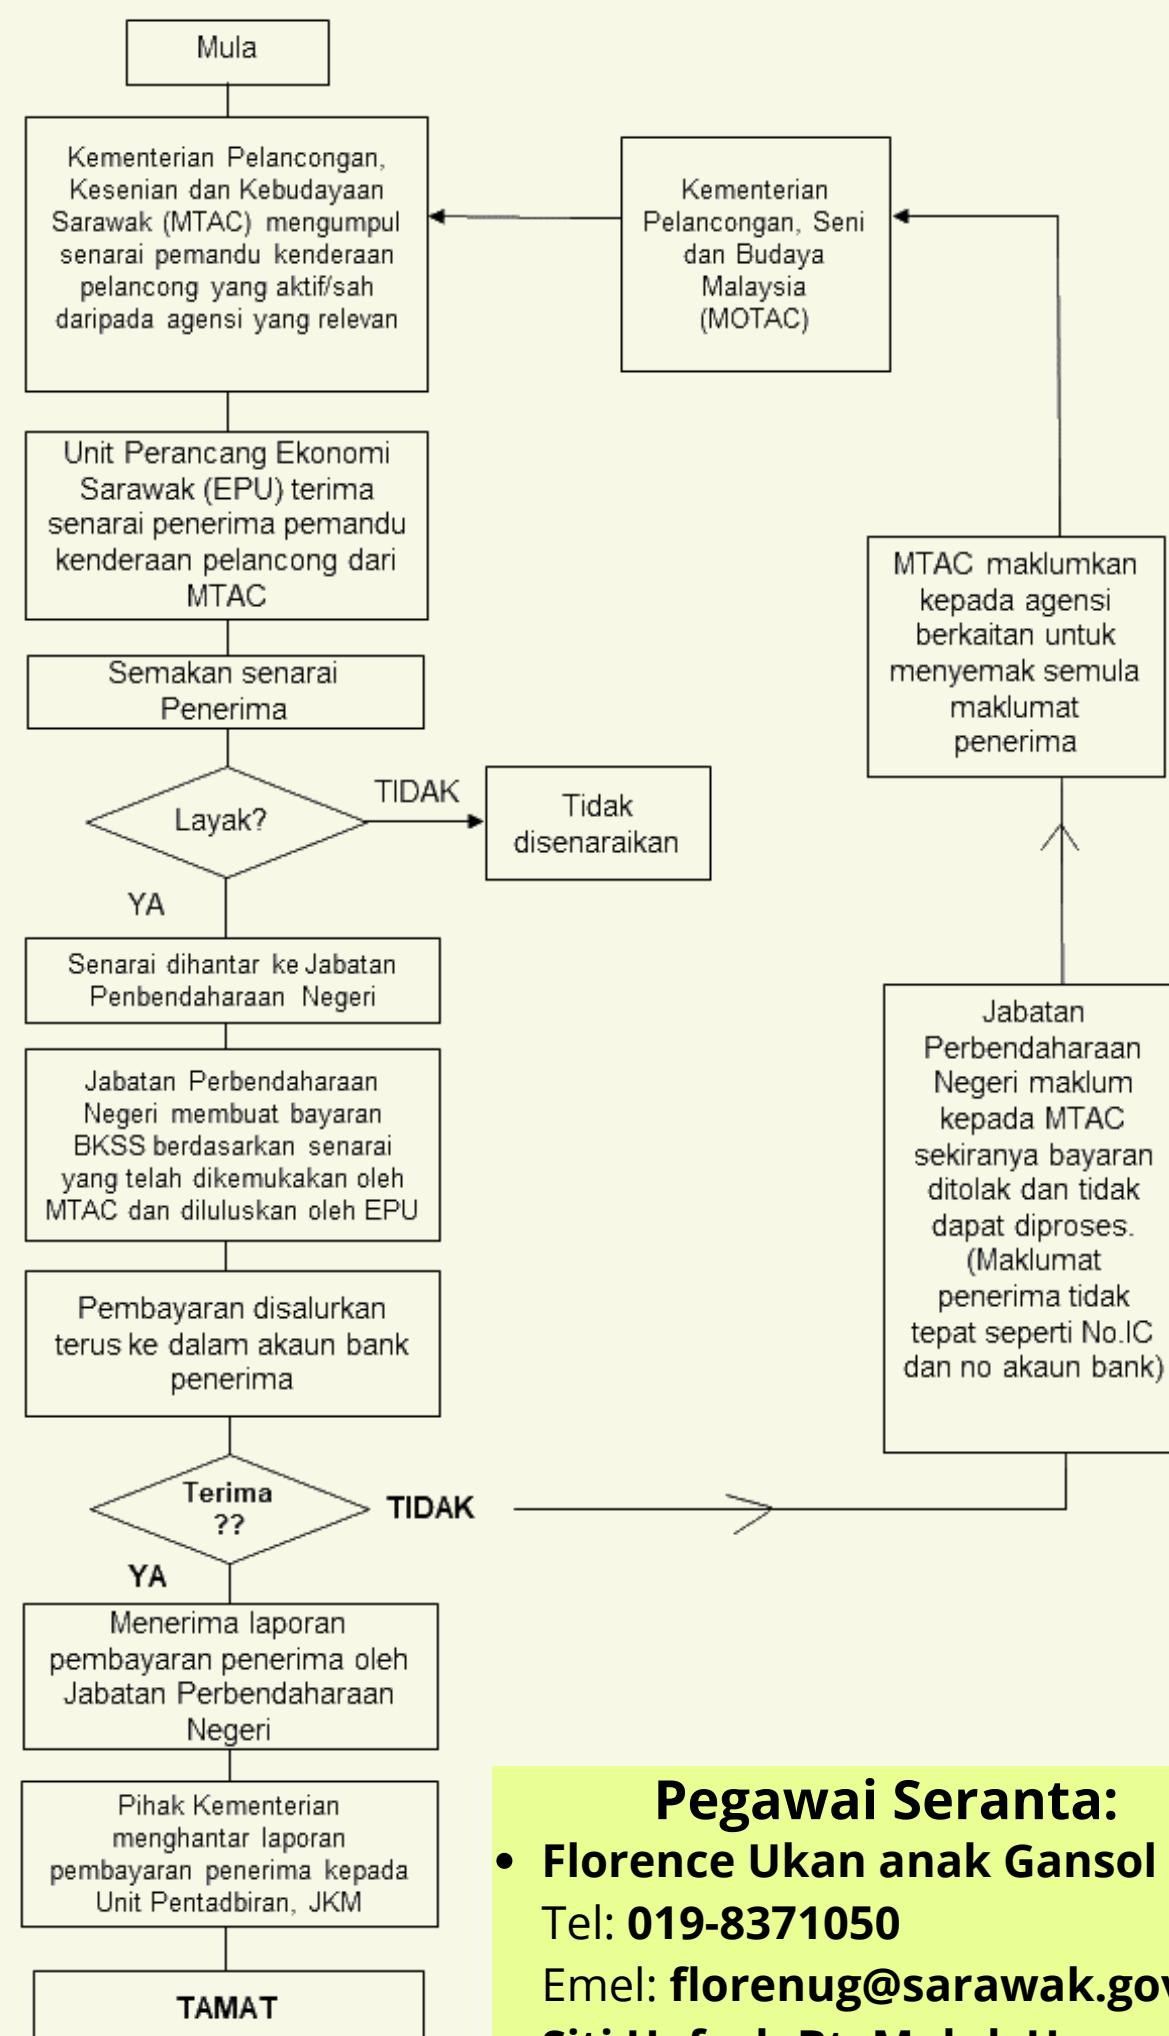 Mula
Kementerian Pelancongan,
Kesenian dan Kebudayaan
Sarawak (MTAC) mengumpul
senarai pemandu kenderaan
pelancong yang aktif/sah
daripada agensi yang relevan
Kementerian
Pelancongan, Seni
dan Budaya
Malaysia
(MOTAC)
Unit Perancang Ekonomi
Sarawak (EPU) terima
senarai penerima pemandu
kenderaan pelancong dari
MTAC
MTAC maklumkan
kepada agensi
berkaitan untuk
menyemak semula
maklumat
penerima
Semakan senarai
Penerima
Layak?
TIDAK
Tidak
disenaraikan
YA
Senarai dihantar ke Jabatan
Penbendaharaan Negeri
Jabatan Perbendaharaan
Negeri membuat bayaran
BKSS berdasarkan senarai
yang telah dikemukakan oleh
MTAC dan diluluskan oleh EPU
Jabatan
Perbendaharaan
Negeri maklum
kepada MTAC
sekiranya bayaran
ditolak dan tidak
dapat diproses.
(Maklumat
penerima tidak
tepat seperti No.IC
dan no akaun bank)
Pembayaran disalurkan
terus ke dalam akaun bank
penerima
Terima
??
TIDAK
YA
Menerima laporan
pembayaran penerima oleh
Jabatan Perbendaharaan
Negeri
Pihak Kementerian
menghantar laporan
pembayaran penerima kepada
Unit Pentadbiran, JKM
TAMAT
Pegawai Seranta:
• Florence Ukan anak Gansol
Tel: 019-8371050
Emel: florenug@sarawak.gov